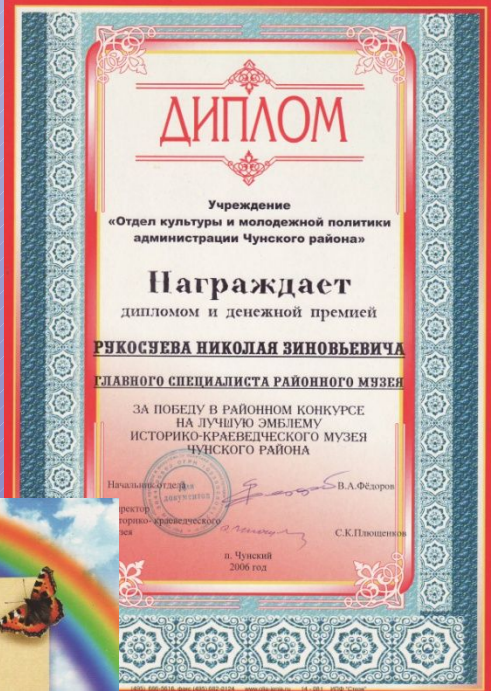 ДИПЛОМ
Учреждение
«Отдел культуры и молодежной политики
администрации Чунского района»
Награждает
дипломом и денежной премией
РУКОСУЕВА НИКОЛАЯ ЗИНОВЬЕВИЧА
ГЛАВНОГО СПЕЦИАЛИСТА РАЙОННОГО МУЗЕЯ
ЗА ПОБЕДУ В РАЙОННОМ КОНКУРСЕ
НА ЛУЧШУЮ ЭМБЛЕМУ
ИСТОРИКО-КРАЕВЕДЧЕСКОГО МУЗЕЯ
ЧУНСКОГО РАЙОНА
Начальник отдела В.А.Фёдоров
для
документов
С.К.Плющенков
п. Чунский
2006 год